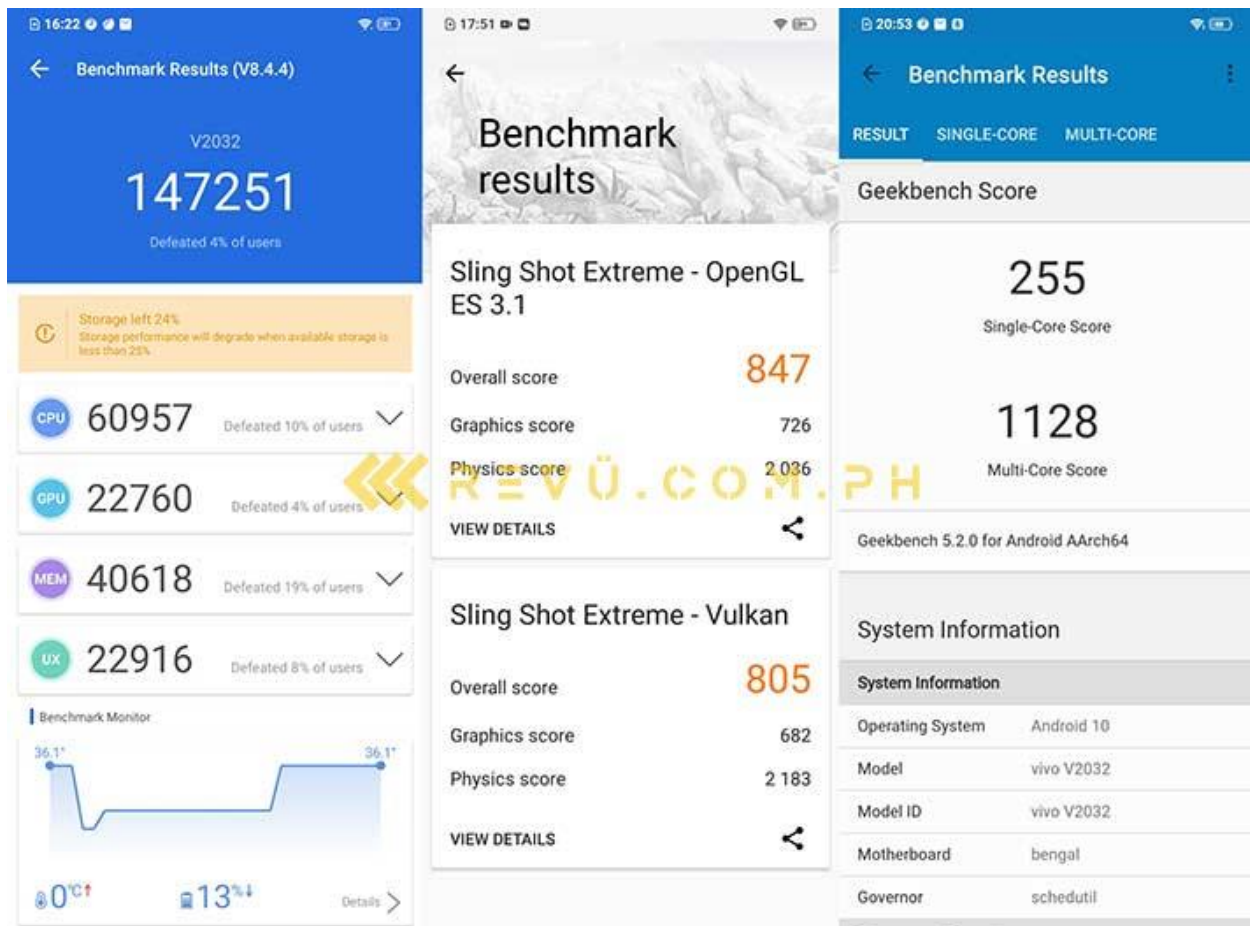 16:22
Benchmark Results (V8.4.4)
V2032
147251
Defeated 4% of users
Storage left 24%
Storage performance will degrade when available storage is
less than 25%
CPU 60957 Defeated 10% of users
GPU 22760 Defeated 4% of users
MEM 40618 Defeated 19% of users
UX 22916 Defeated 8% of users
Benchmark Monitor
36.1° 36.1°
0°C↑ 13%↓ Details
17:51
Benchmark
results
Sling Shot Extreme - OpenGL
ES 3.1
Overall score 847
Graphics score 726
Physics score 2 036
VIEW DETAILS
Sling Shot Extreme - Vulkan
Overall score 805
Graphics score 682
Physics score 2 183
VIEW DETAILS
20:53
Benchmark Results
RESULT SINGLE-CORE MULTI-CORE
Geekbench Score
255
Single-Core Score
1128
Multi-Core Score
Geekbench 5.2.0 for Android AArch64
System Information
System Information
Operating System Android 10
Model vivo V2032
Model ID vivo V2032
Motherboard bengal
Governor schedutil
REVÜ.COM.PH